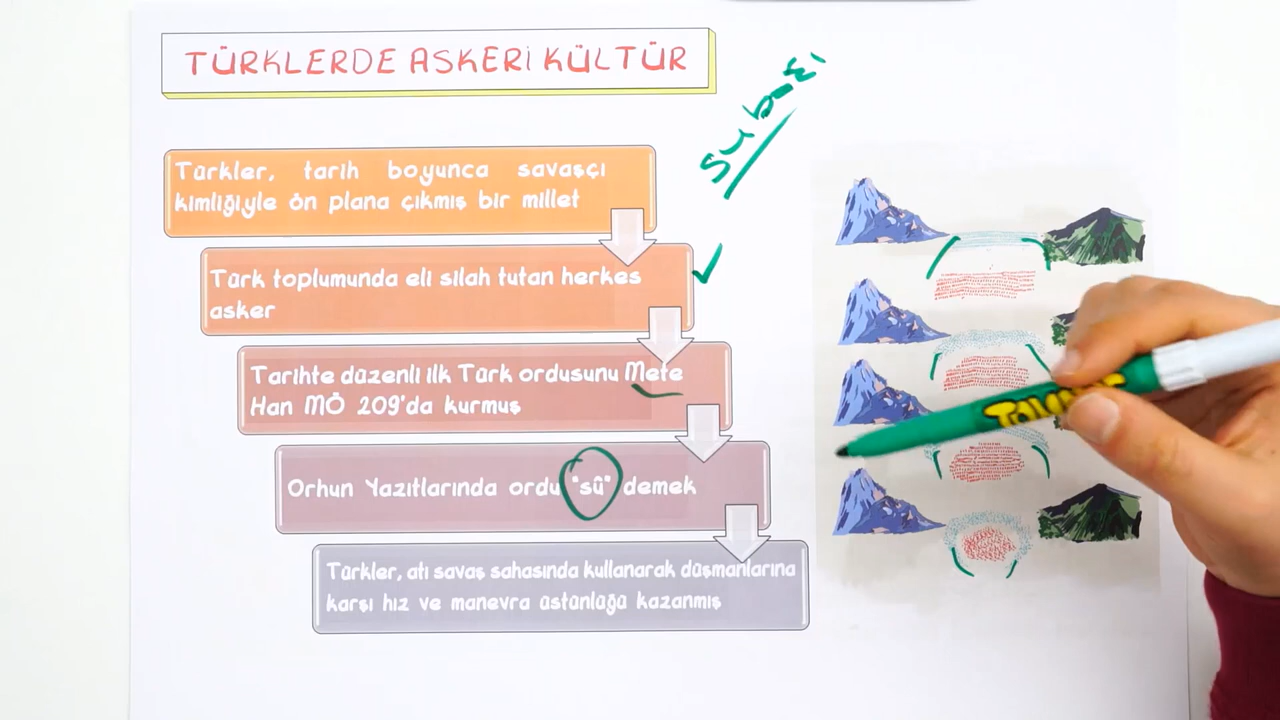 TÜRKLERDE ASKERİ KÜLTÜR
Subaşı
Türkler, tarih boyunca savaşçı
kimliğiyle ön plana çıkmış bir millet
Türk toplumunda eli silah tutan herkes
asker
Tarihte düzenli ilk Türk ordusunu Mete
Han MÖ 209'da kurmuş
Orhun Yazıtlarında ordu "sü" demek
Türkler, atı savaş sahasında kullanarak düşmanlarına
karşı hız ve manevra üstünlüğü kazanmış